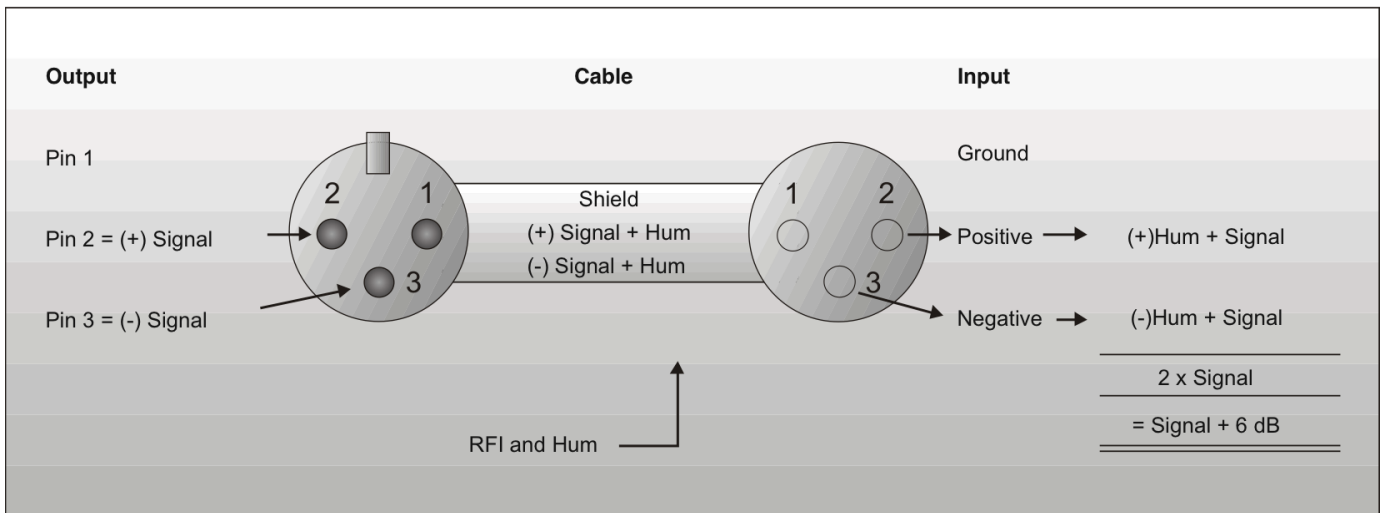 Output
Cable
Input
Pin 1
2
1
Shield
1
2
Ground
Pin 2 = (+) Signal
(+) Signal + Hum
Positive
(+)Hum + Signal
3
(-) Signal + Hum
3
Pin 3 = (-) Signal
Negative
(-)Hum + Signal
2 x Signal
= Signal + 6 dB
RFI and Hum